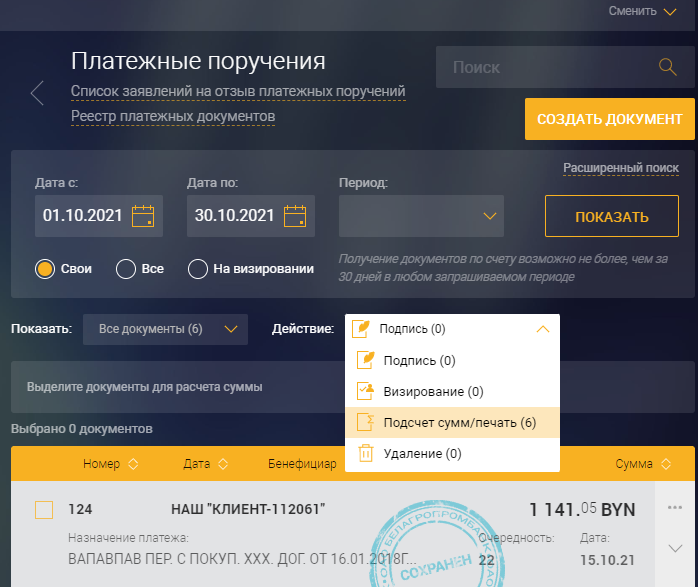 Сменить
Платежные поручения
Поиск
Список заявлений на отзыв платежных поручений
Реестр платежных документов
СОЗДАТЬ ДОКУМЕНТ
Расширенный поиск
Дата с: Дата по: Период:
01.10.2021 30.10.2021 ПОКАЗАТЬ
Свои Все На визировании
Получение документов по счету возможно не более, чем за
30 дней в любом запрашиваемом периоде
Показать: Все документы (6) Действие: Подпись (0)
Подпись (0)
Визирование (0)
Подсчет сумм/печать (6)
Удаление (0)
Выделите документы для расчета суммы
Выбрано 0 документов
Номер Дата Бенефициар Сумма
124 НАШ "КЛИЕНТ-112061" 1 141.05 BYN
Назначение платежа: Очередность: Дата:
ВАПАВПАВ ПЕР. С ПОКУП. XXX. ДОГ. ОТ 16.01.2018Г... 22 15.10.21
ОАО БЕЛАГРОПРОМБАНК
СОХРАНЕН